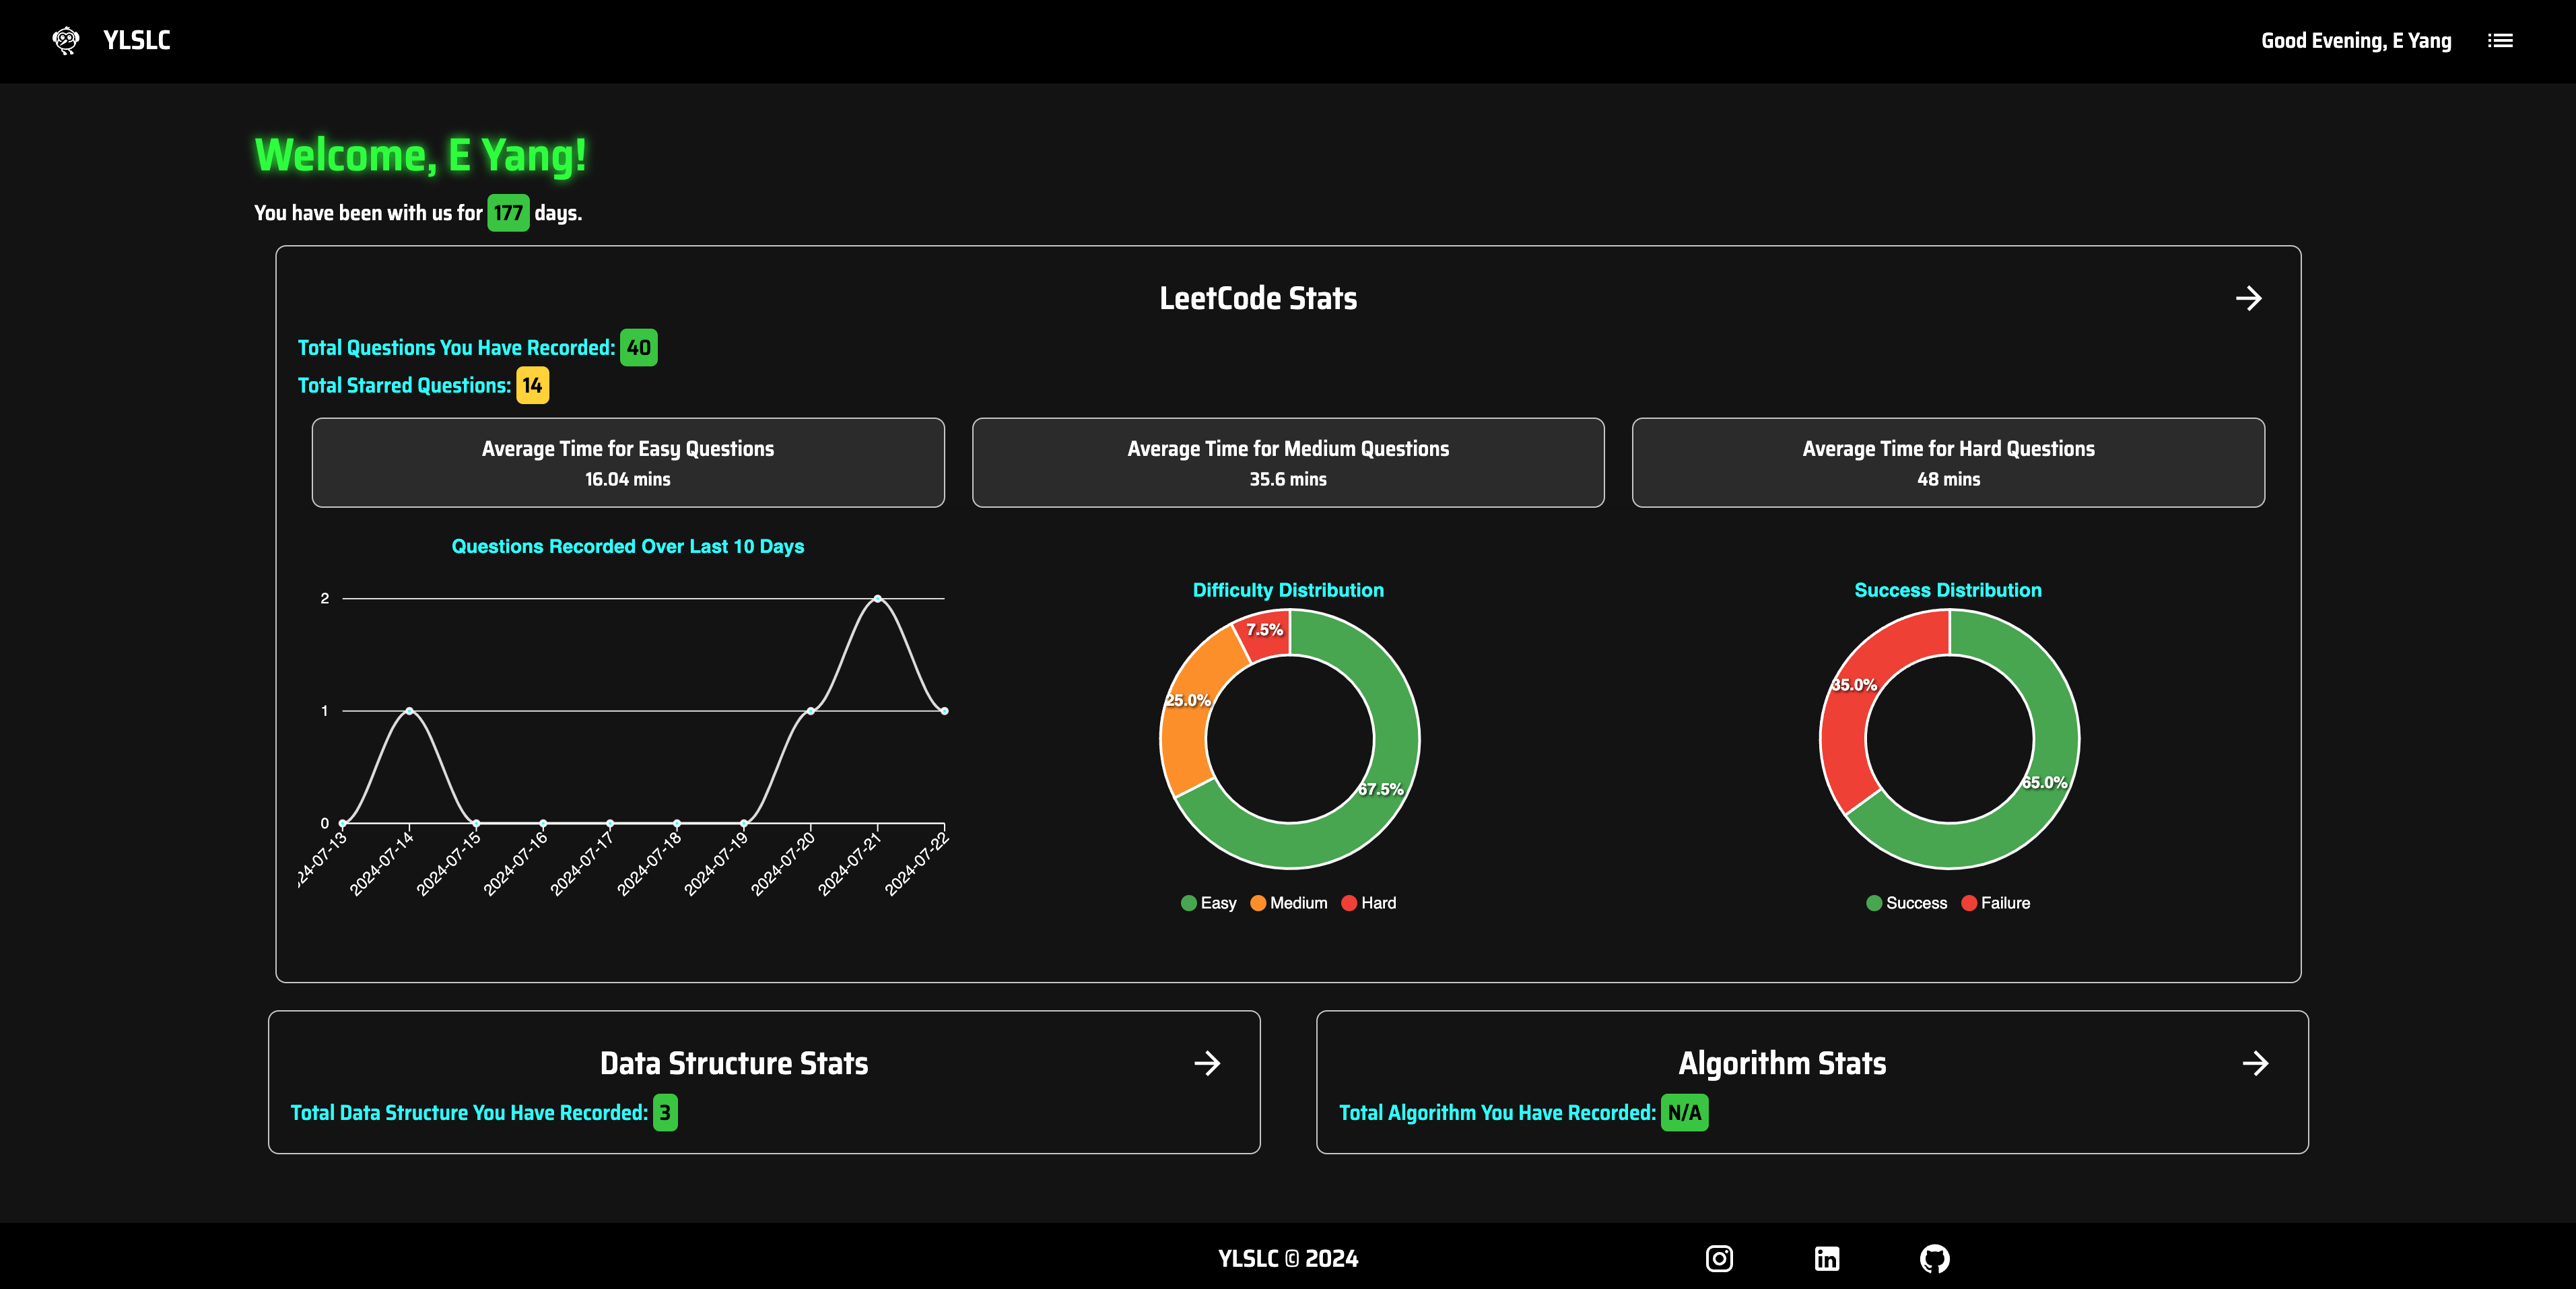 YLSLC
Good Evening, E Yang
Welcome, E Yang!
You have been with us for 177 days.
LeetCode Stats
Total Questions You Have Recorded: 40
Total Starred Questions: 14
Average Time for Easy Questions
16.04 mins
Average Time for Medium Questions
35.6 mins
Average Time for Hard Questions
48 mins
Questions Recorded Over Last 10 Days
2
1
0
24-07-13
2024-07-14
2024-07-15
2024-07-16
2024-07-17
2024-07-18
2024-07-19
2024-07-20
2024-07-21
2024-07-22
Difficulty Distribution
7.5%
25.0%
67.5%
Easy Medium Hard
Success Distribution
35.0%
65.0%
Success Failure
Data Structure Stats
Total Data Structure You Have Recorded: 3
Algorithm Stats
Total Algorithm You Have Recorded: N/A
YLSLC © 2024